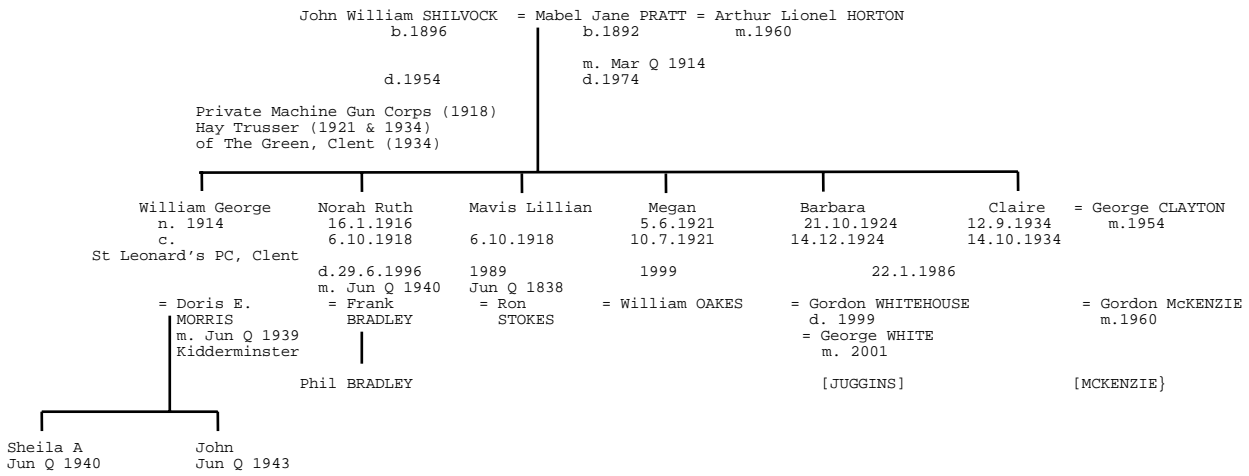 John William SHILVOCK = Mabel Jane PRATT = Arthur Lionel HORTON
b.1896 b.1892 m.1960
m. Mar Q 1914
d.1954 d.1974
Private Machine Gun Corps (1918)
Hay Trusser (1921 & 1934)
of The Green, Clent (1934)
William George Norah Ruth Mavis Lillian Megan Barbara Claire = George CLAYTON
n. 1914 16.1.1916 5.6.1921 21.10.1924 12.9.1934 m.1954
c. 6.10.1918 6.10.1918 10.7.1921 14.12.1924 14.10.1934
St Leonard's PC, Clent
d.29.6.1996 1989 1999 22.1.1986
m. Jun Q 1940 Jun Q 1838
= Doris E. = Frank = Ron = William OAKES = Gordon WHITEHOUSE = Gordon McKENZIE
MORRIS BRADLEY STOKES d. 1999 m.1960
m. Jun Q 1939 = George WHITE
Kidderminster m. 2001
Phil BRADLEY [JUGGINS] [MCKENZIE}
Sheila A John
Jun Q 1940 Jun Q 1943